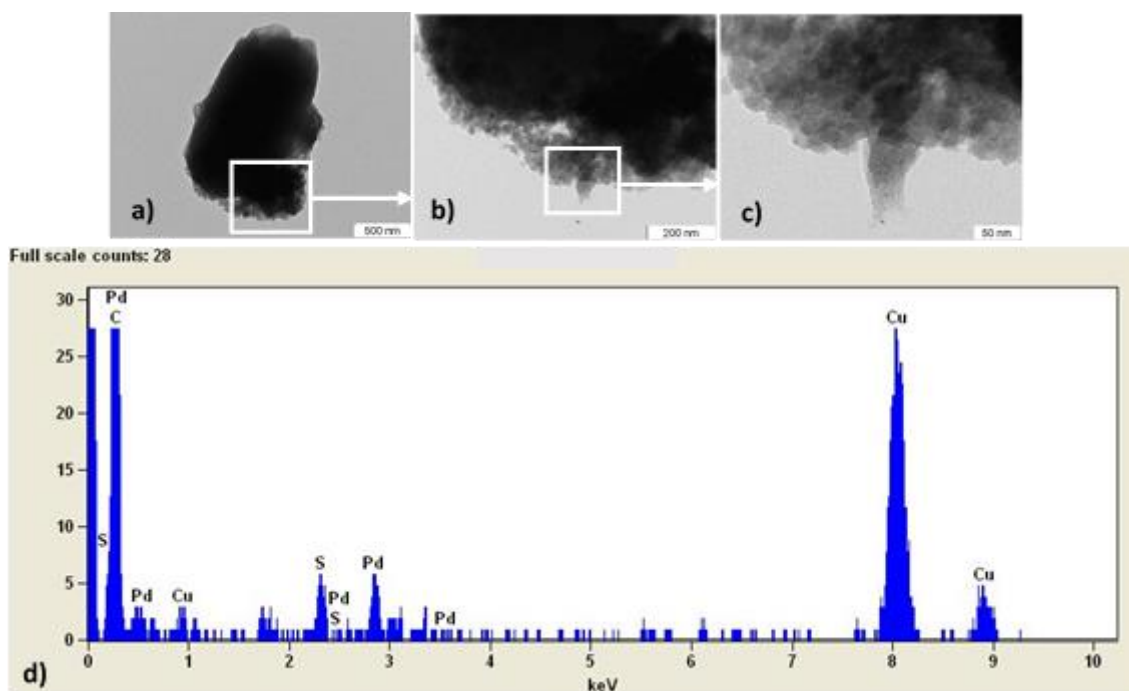 a)
500 nm
b)
200 nm
c)
50 nm
Full scale counts: 28
30
25
20
15
10
5
0
Pd
C
S
Pd
Cu
S
Pd
S
Pd
Pd
Cu
Cu
0 1 2 3 4 5 6 7 8 9 10
keV
d)